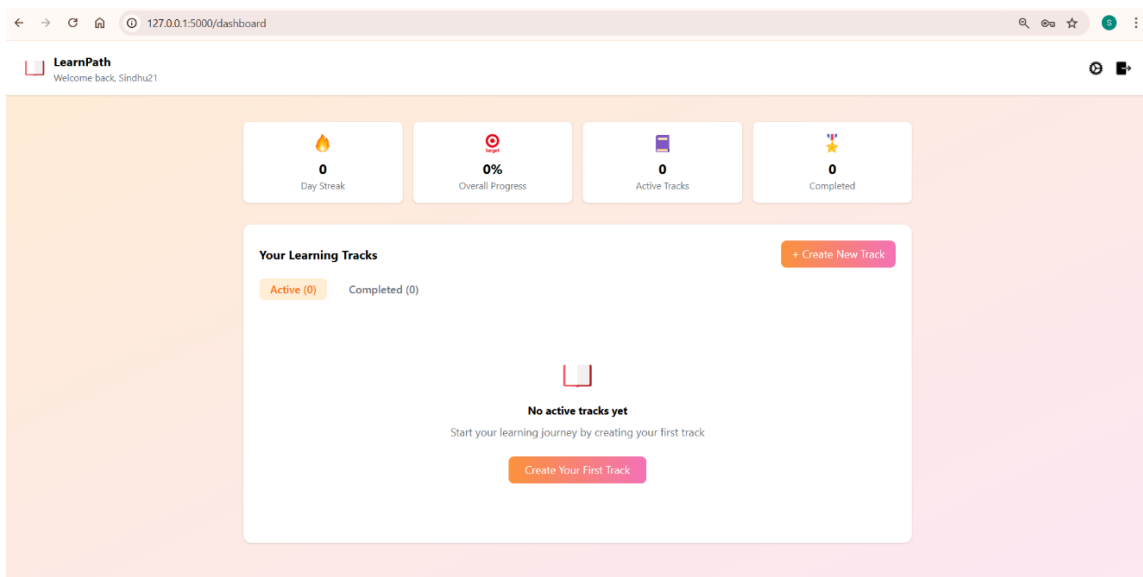 127.0.0.1:5000/dashboard
S
LearnPath
Welcome back, Sindhu21
0
Day Streak
target
0%
Overall Progress
0
Active Tracks
0
Completed
Your Learning Tracks
+ Create New Track
Active (0)
Completed (0)
No active tracks yet
Start your learning journey by creating your first track
Create Your First Track